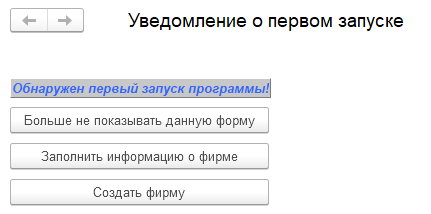 Уведомление о первом запуске
Обнаружен первый запуск программы!
Больше не показывать данную форму
Заполнить информацию о фирме
Создать фирму